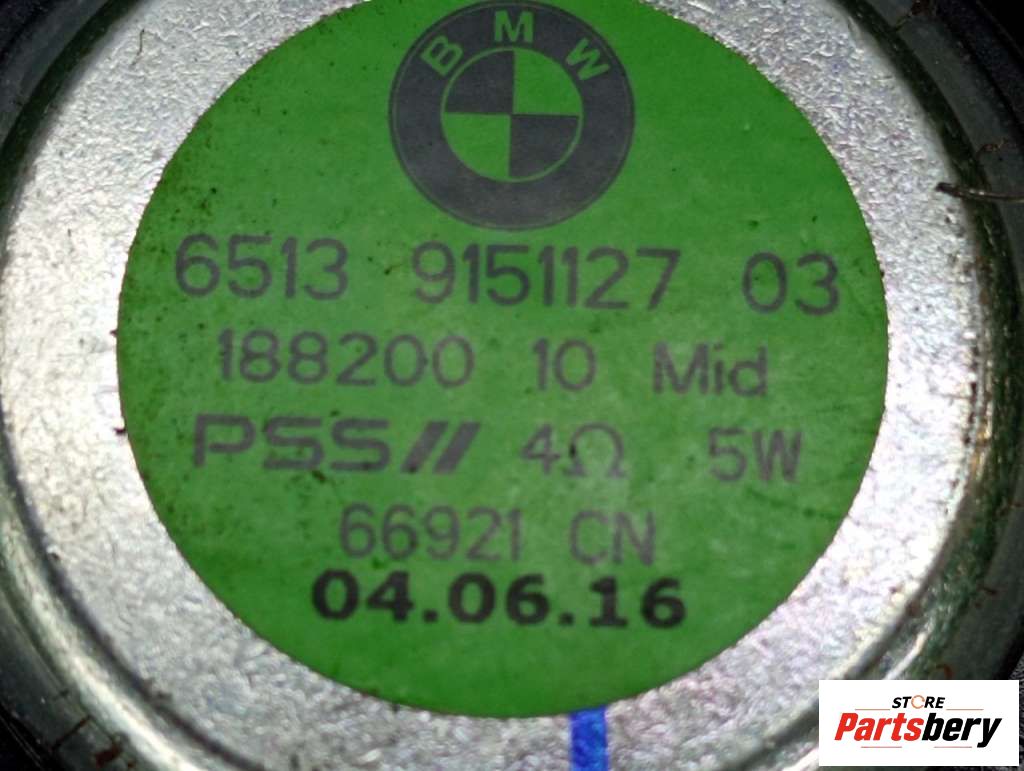 BMW
6513 9151127 03
188200 10 Mid
PSS// 4Ω 5W
66921 CN
04.06.16
STORE
Partsbery